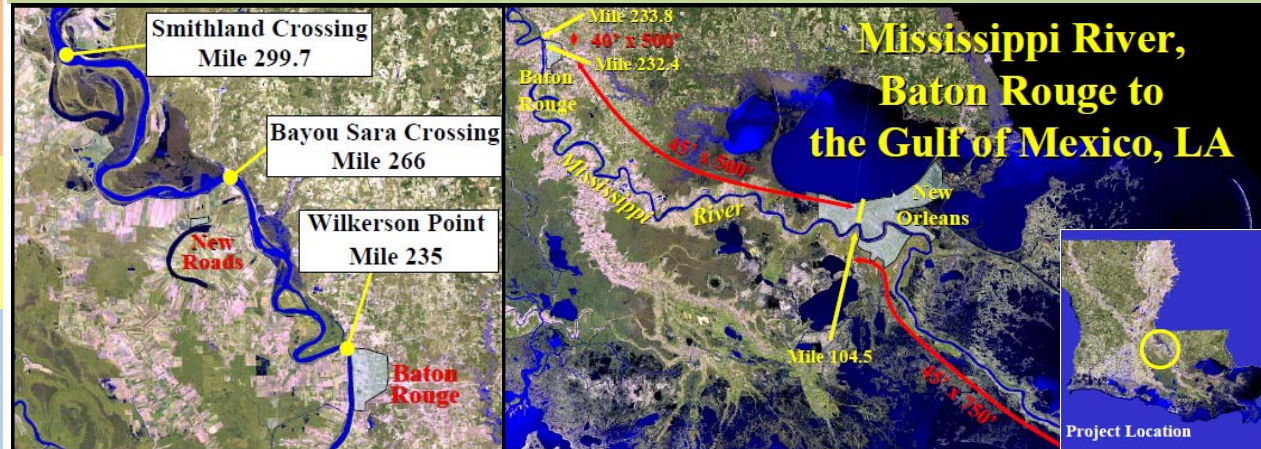 Smithland Crossing
Mile 299.7
Bayou Sara Crossing
Mile 266
Wilkerson Point
Mile 235
New
Roads
Baton
Rouge
Mississippi River,
Baton Rouge to
the Gulf of Mexico, LA
Mile 233.8
40' x 500'
Mile 232.4
Baton
Rouge
45' x 500'
Mississippi
River
New
Orleans
Mile 104.5
45' x 750'
Project Location